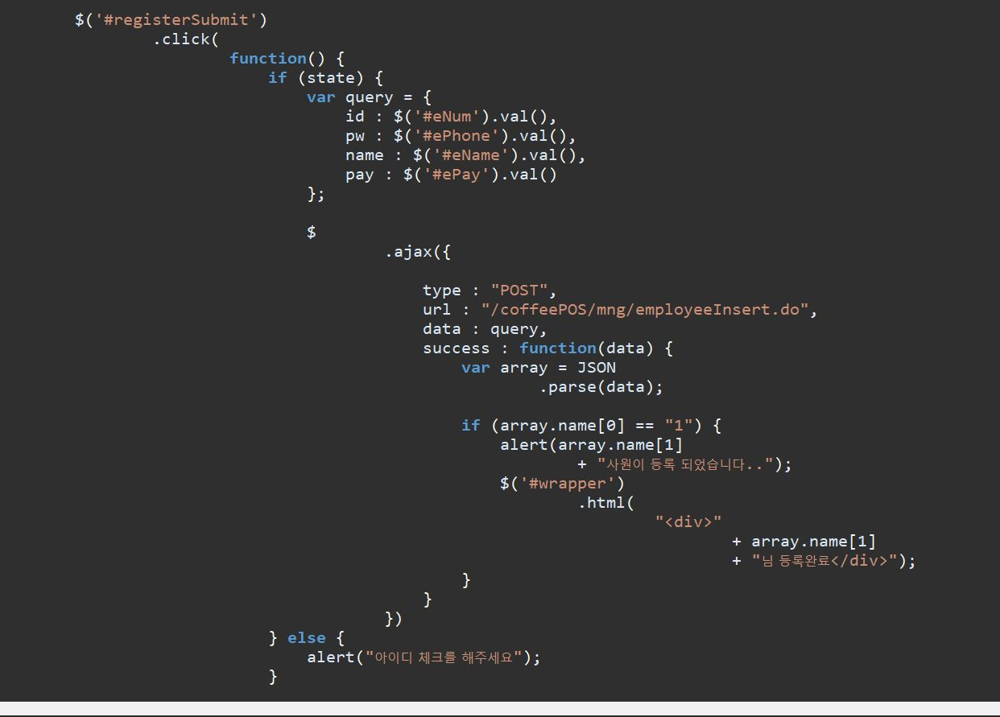 $('#registerSubmit')
.click(
function() {
if (state) {
var query = {
id : $('#eNum').val(),
pw : $('#ePhone').val(),
name : $('#eName').val(),
pay : $('#ePay').val()
};
$
.ajax({
type : "POST",
url : "/coffeePOS/mng/employeeInsert.do",
data : query,
success : function(data) {
var array = JSON
.parse(data);
if (array.name[0] == "1") {
alert(array.name[1]
+ "사원이 등록 되었습니다..");
$('#wrapper')
.html(
"<div>"
+ array.name[1]
+ "님 등록완료</div>");
}
}
})
} else {
alert("아이디 체크를 해주세요");
}